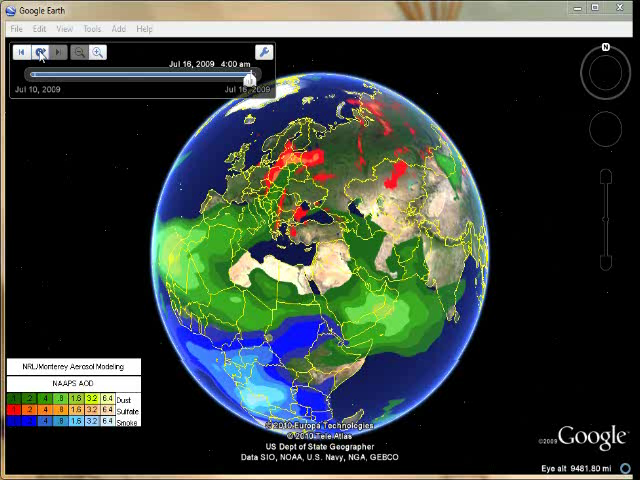 Google Earth
File Edit View Tools Add Help
Jul 16, 2009 4:00 am
Jul 10, 2009 Jul 16, 2009
N
NRL/Monterey Aerosol Modeling
NAAPS AOD
.1 .2 .4 .8 1.6 3.2 6.4 Dust
.1 .2 .4 .8 1.6 3.2 6.4 Sulfate
.4 .8 1.6 3.2 6.4 Smoke
© 2010 Europa Technologies
© 2010 Tele Atlas
US Dept of State Geographer
Data SIO, NOAA, U.S. Navy, NGA, GEBCO
©2009 Google
Eye alt 9481.80 mi